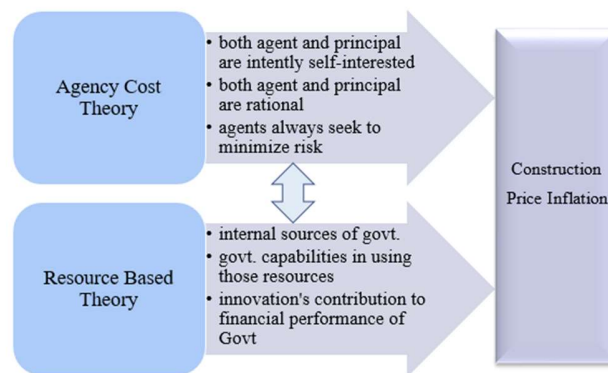 Agency Cost
Theory
• both agent and principal
are intently self-interested
• both agent and principal
are rational
• agents always seek to
minimize risk
Resource Based
Theory
• internal sources of govt.
• govt. capabilities in using
those resources
• innovation's contribution to
financial performance of
Govt
Construction
Price Inflation